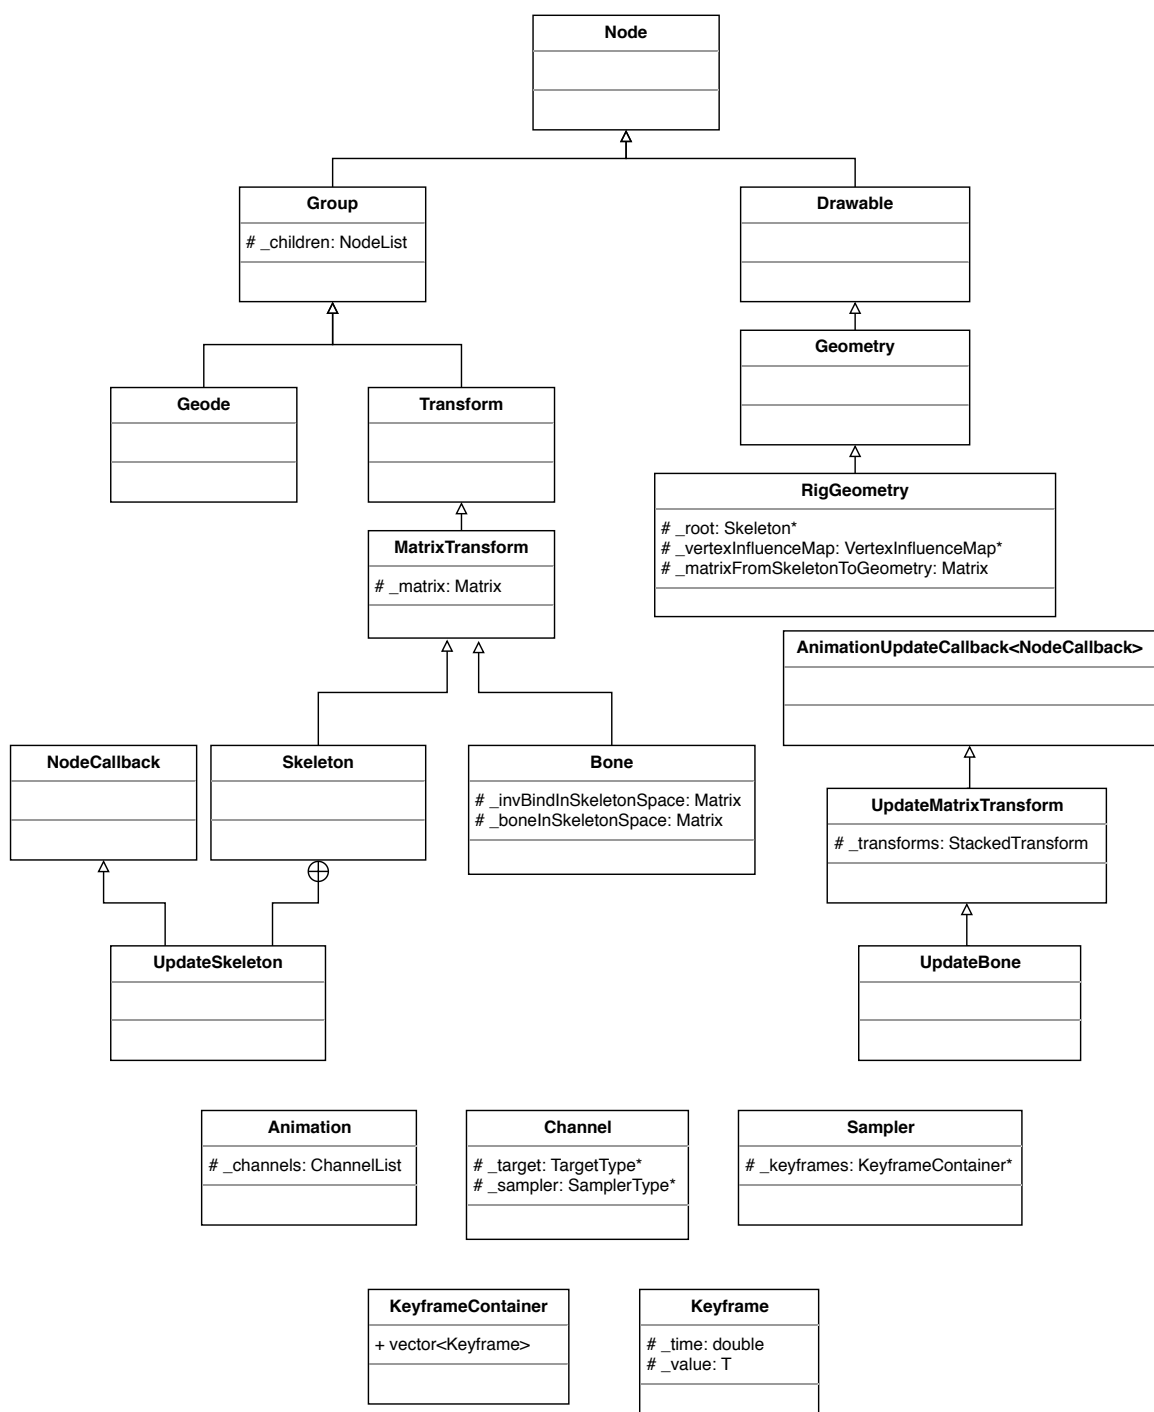 Node
Group
# _children: NodeList
Drawable
Geometry
Geode
Transform
RigGeometry
# _root: Skeleton*
# _vertexInfluenceMap: VertexInfluenceMap*
# _matrixFromSkeletonToGeometry: Matrix
MatrixTransform
# _matrix: Matrix
AnimationUpdateCallback<NodeCallback>
NodeCallback
Skeleton
Bone
# _invBindInSkeletonSpace: Matrix
# _boneInSkeletonSpace: Matrix
UpdateMatrixTransform
# _transforms: StackedTransform
UpdateSkeleton
UpdateBone
Animation
# _channels: ChannelList
Channel
# _target: TargetType*
# _sampler: SamplerType*
Sampler
# _keyframes: KeyframeContainer*
KeyframeContainer
+ vector<Keyframe>
Keyframe
# _time: double
# _value: T